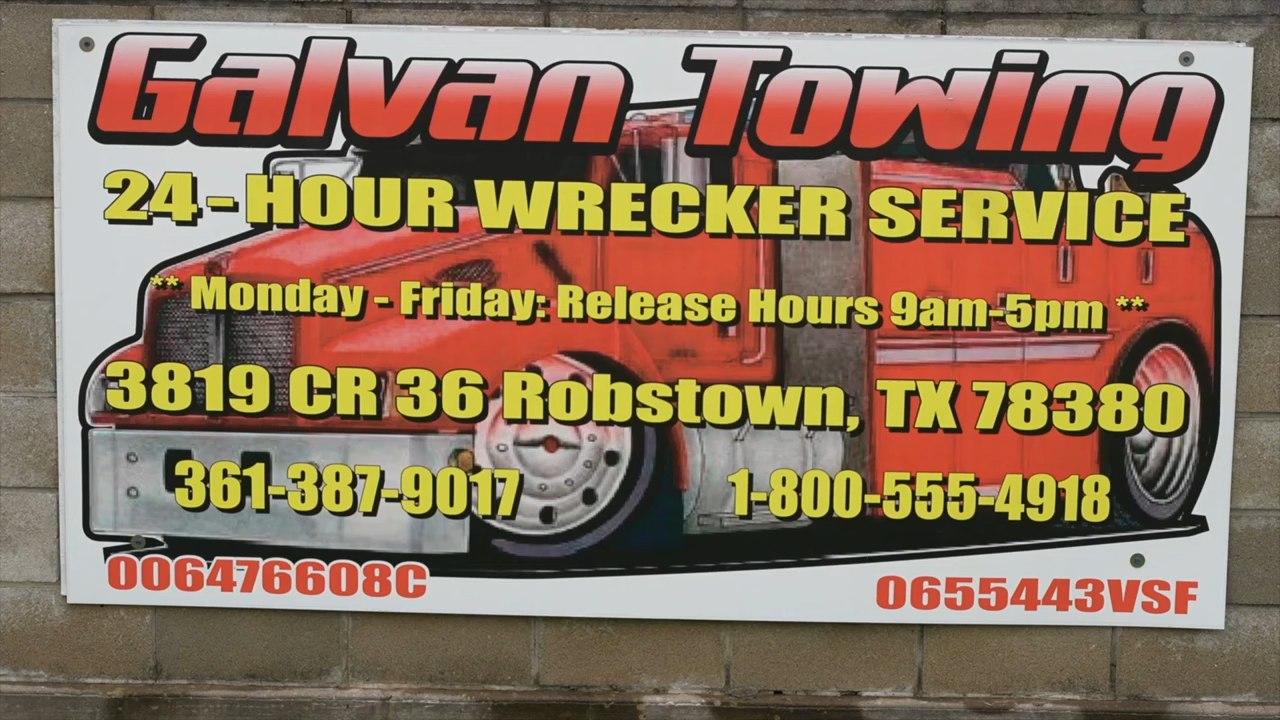 Galvan Towing
24-HOUR WRECKER SERVICE
** Monday - Friday: Release Hours 9am-5pm **
3819 CR 36 Robstown, TX 78380
361-387-9017 1-800-555-4918
006476608C 0655443VSF